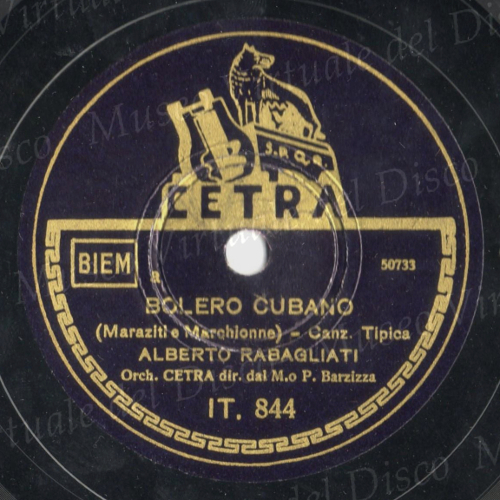 S.P.Q.R.
CETRA
BIEM
R
50733
BOLERO CUBANO
(Maraziti e Marchionne) - Canz. Tipica
ALBERTO RABAGLIATI
Orch. CETRA dir. dal M.o P. Barzizza
IT. 844
Museo Virtuale del Disco